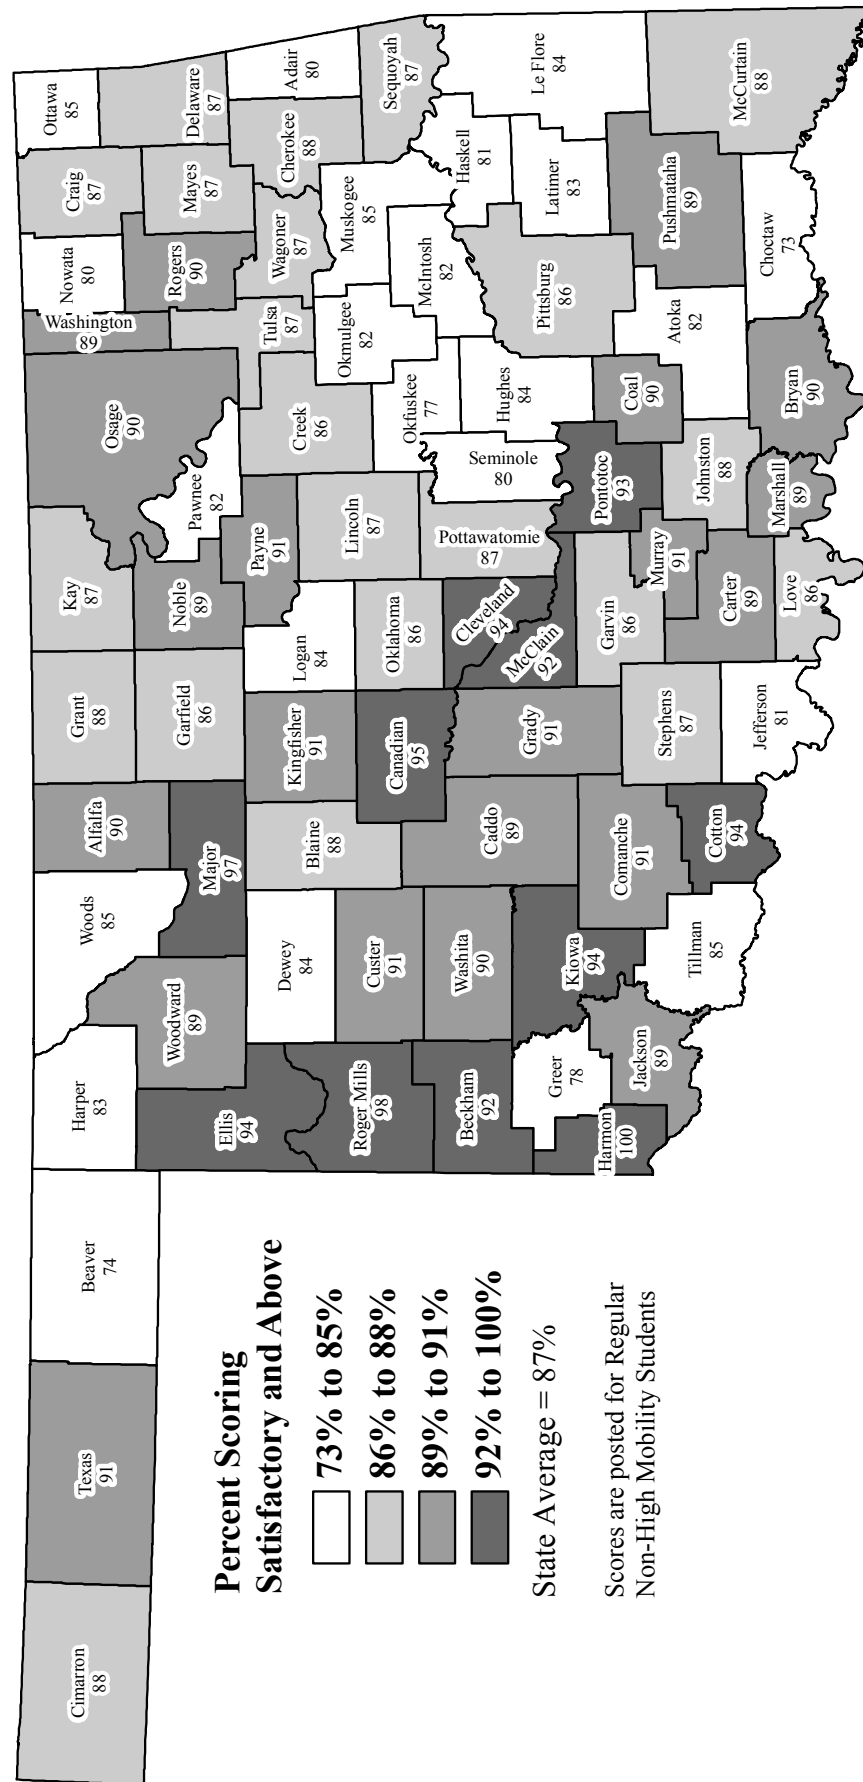 Cimarron
88
Texas
91
Beaver
74
Harper
83
Woods
85
Alfalfa
90
Grant
88
Kay
87
Osage
90
Washington
89
Nowata
80
Craig
87
Ottawa
85
Ellis
94
Woodward
89
Major
97
Garfield
86
Noble
89
Pawnee
82
Rogers
90
Mayes
87
Delaware
87
Roger Mills
98
Dewey
84
Blaine
88
Kingfisher
91
Logan
84
Payne
91
Creek
86
Tulsa
87
Wagoner
87
Cherokee
88
Adair
80
Beckham
92
Custer
91
Canadian
95
Oklahoma
86
Lincoln
87
Okfuskee
77
Okmulgee
82
Muskogee
85
Sequoyah
87
Washita
90
Caddo
89
Grady
91
Cleveland
94
McClain
92
Pottawatomie
87
Seminole
80
Hughes
84
McIntosh
82
Haskell
81
Le Flore
84
Harmon
100
Greer
78
Kiowa
94
Comanche
91
Garvin
86
Pontotoc
93
Pittsburg
86
Latimer
83
Jackson
89
Tillman
85
Cotton
94
Stephens
87
Murray
91
Coal
90
Atoka
82
Pushmataha
89
McCurtain
88
Jefferson
81
Carter
89
Johnston
88
Love
86
Marshall
89
Bryan
90
Choctaw
73
Percent Scoring
Satisfactory and Above
73% to 85%
86% to 88%
89% to 91%
92% to 100%
State Average = 87%
Scores are posted for Regular
Non-High Mobility Students